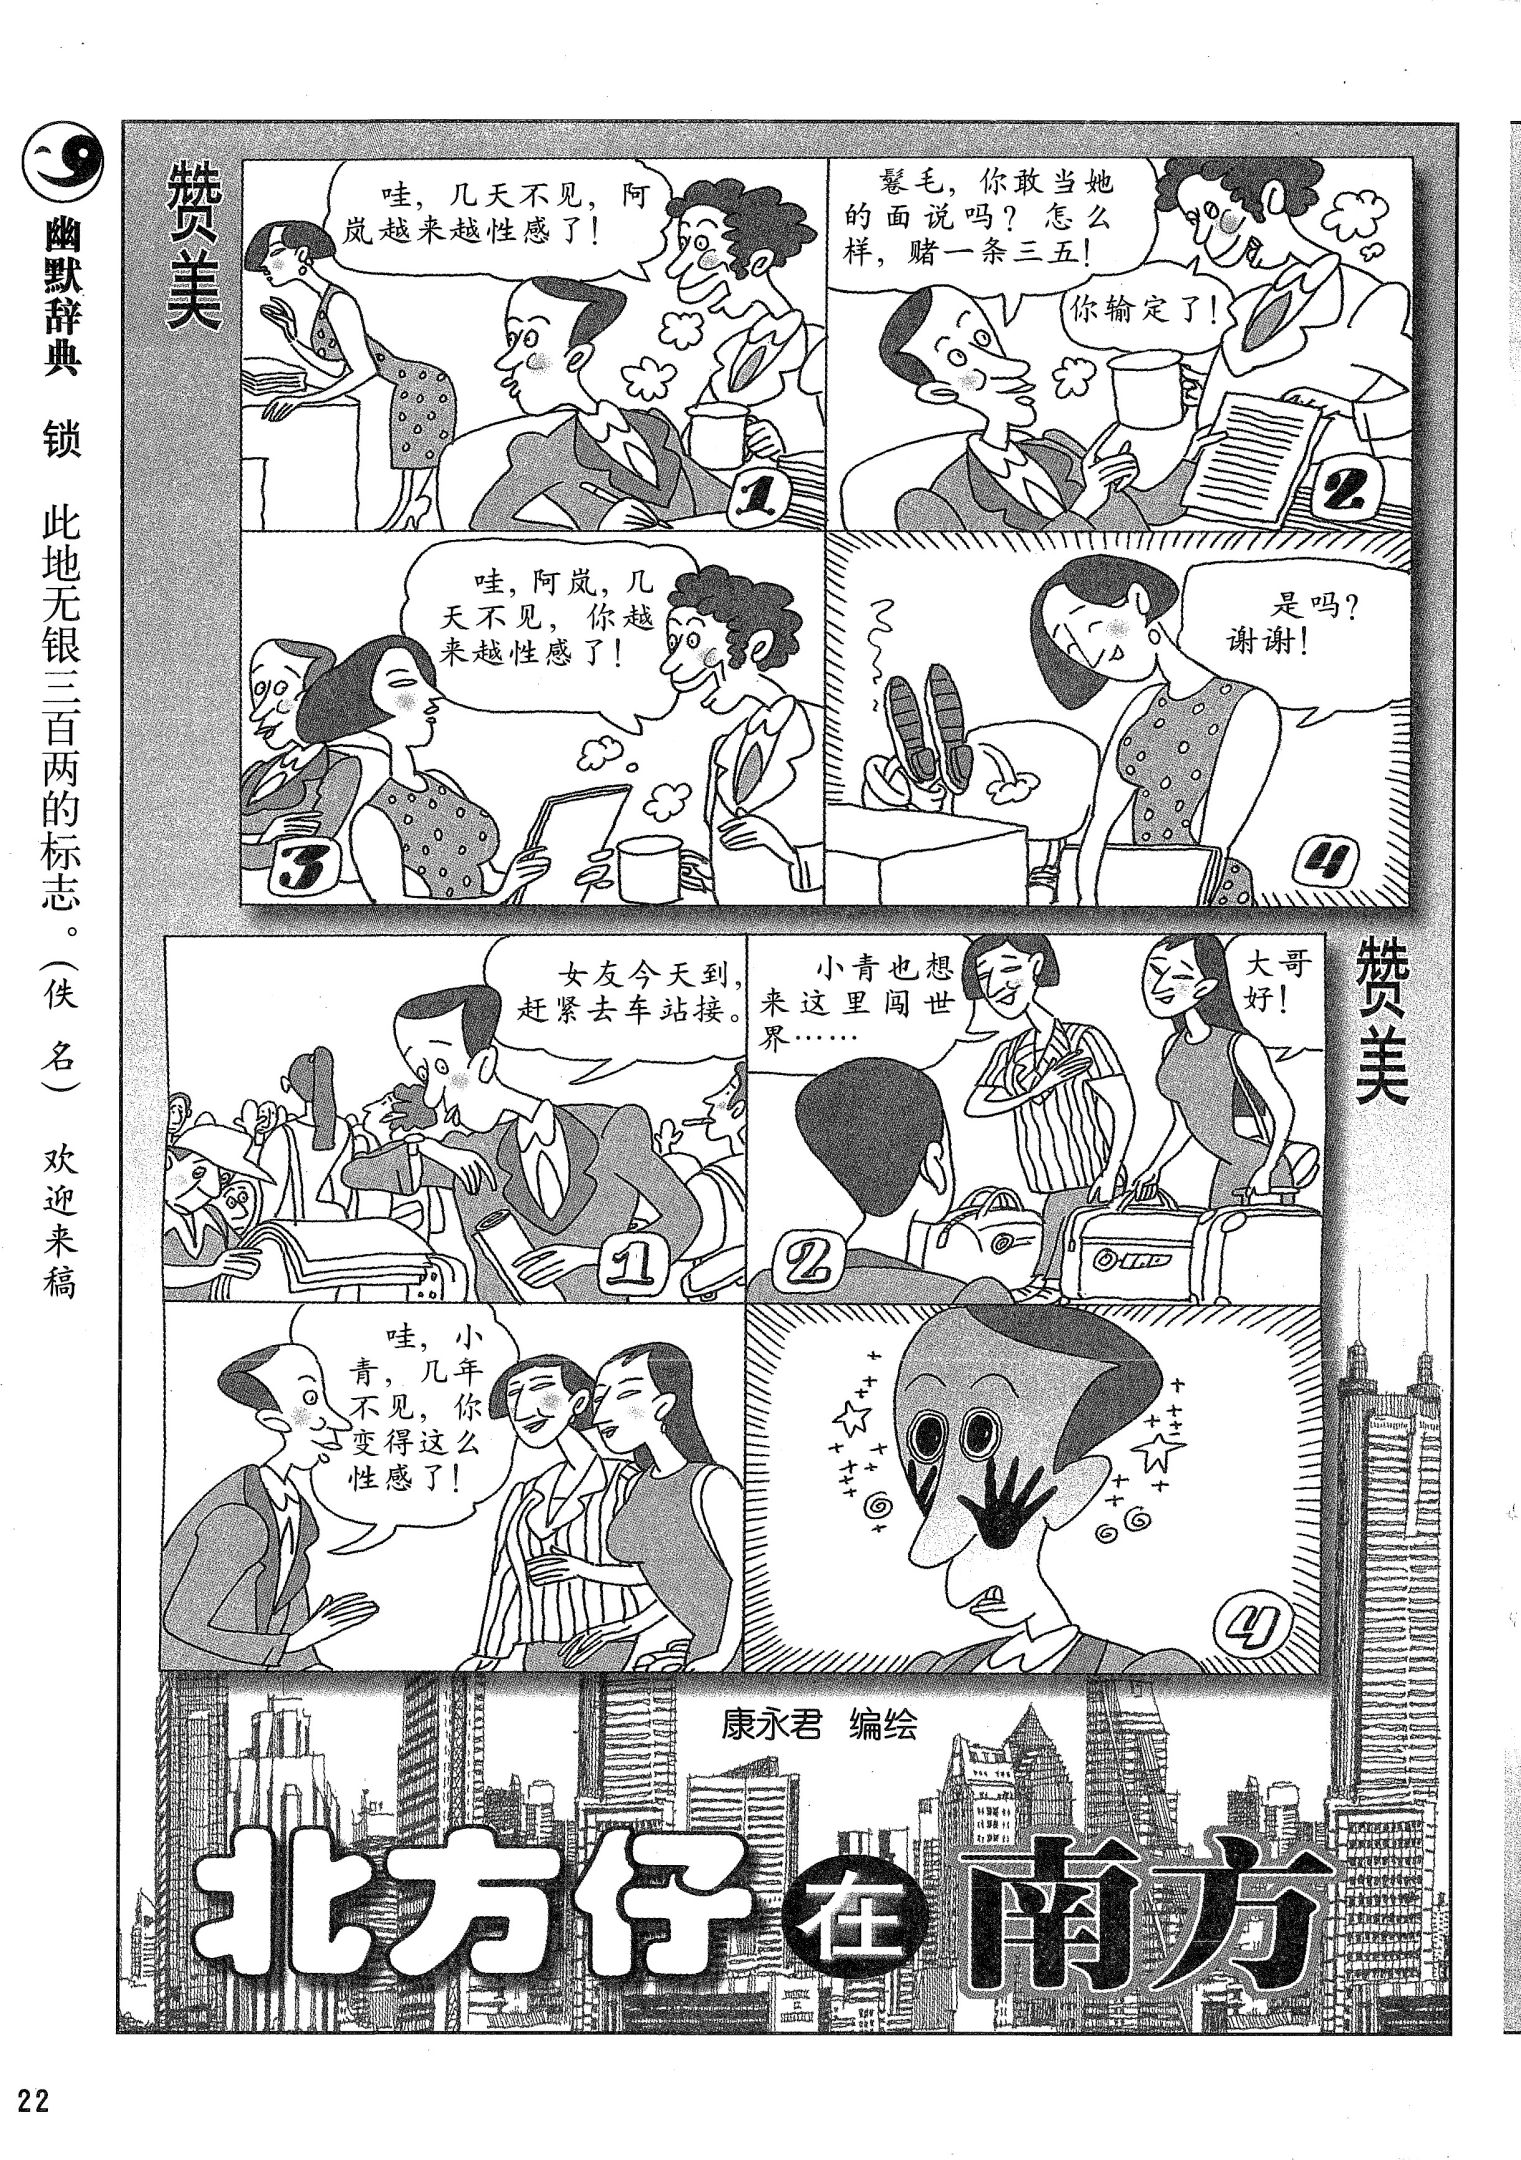 幽默辞典 锁 此地无银三百两的标志。(佚 名) 欢迎来稿
赞美
哇，几天不见，阿
岚越来越性感了！
1
鬈毛，你敢当她
的面说吗？怎么
样，赌一条三五！
你输定了！
2
哇，阿岚，几
天不见，你越
来越性感了！
3
是吗？
谢谢！
4
赞美
女友今天到，
赶紧去车站接。
1
小青也想
来这里闯世
界……
大哥
好！
2
哇，小
青，几年
不见，你
变得这么
性感了！
4
康永君 编绘
北方仔在南方
22